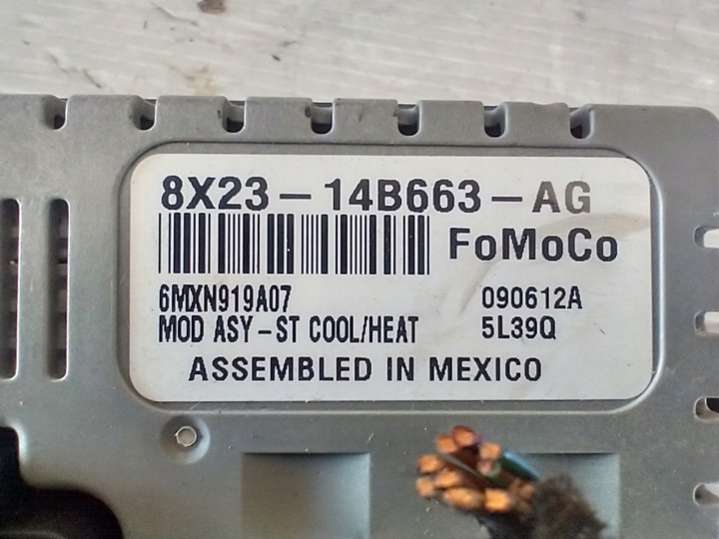 8X23-14B663-AG
FoMoCo
6MXN919A07 090612A
MOD ASY-ST COOL/HEAT 5L39Q
ASSEMBLED IN MEXICO